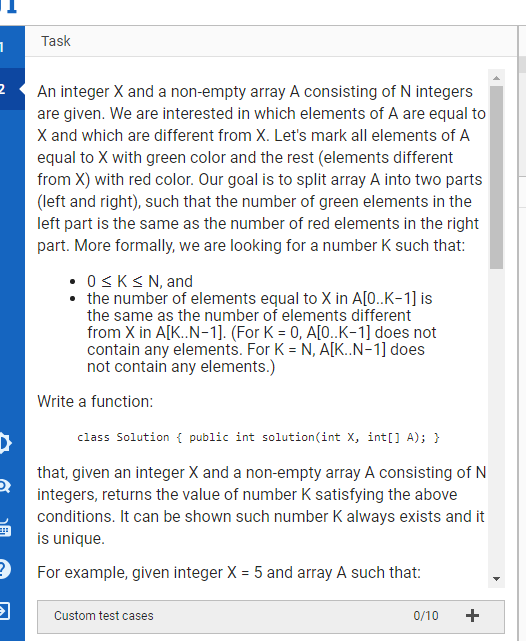 1
2
Task
An integer X and a non-empty array A consisting of N integers
are given. We are interested in which elements of A are equal to
X and which are different from X. Let's mark all elements of A
equal to X with green color and the rest (elements different
from X) with red color. Our goal is to split array A into two parts
(left and right), such that the number of green elements in the
left part is the same as the number of red elements in the right
part. More formally, we are looking for a number K such that:
• 0 ≤ K ≤ N, and
• the number of elements equal to X in A[0..K−1] is
the same as the number of elements different
from X in A[K..N−1]. (For K = 0, A[0..K−1] does not
contain any elements. For K = N, A[K..N−1] does
not contain any elements.)
Write a function:
class Solution { public int solution(int X, int[] A); }
that, given an integer X and a non-empty array A consisting of N
integers, returns the value of number K satisfying the above
conditions. It can be shown such number K always exists and it
is unique.
For example, given integer X = 5 and array A such that:
Custom test cases 0/10 +